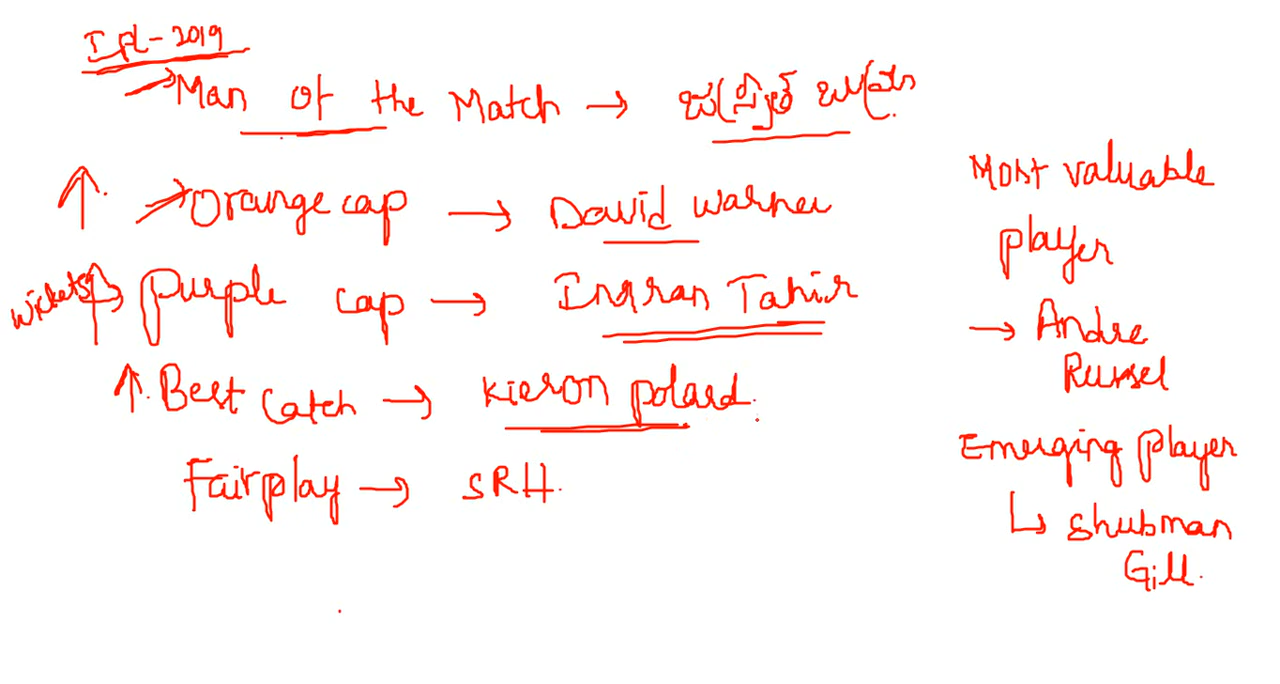 Ipl - 2019
→ Man of the Match →
↑ → Orange cap → David Warner
wickets ↑ → Purple cap → Imran Tahir
↑ Best Catch → Kieron polard.
Fairplay → SRH.
Most valuable
player
→ Andre
Russel
Emerging player
↳ Shubman
Gill.